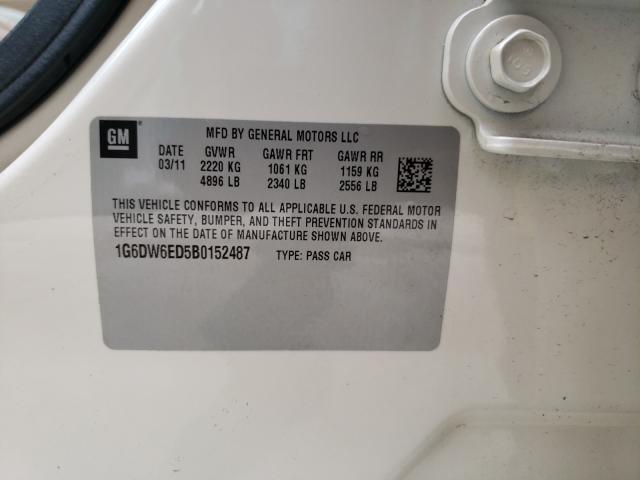 GM
MFD BY GENERAL MOTORS LLC
DATE GVWR GAWR FRT GAWR RR
03/11 2220 KG 1061 KG 1159 KG
4896 LB 2340 LB 2556 LB
THIS VEHICLE CONFORMS TO ALL APPLICABLE U.S. FEDERAL MOTOR
VEHICLE SAFETY, BUMPER, AND THEFT PREVENTION STANDARDS IN
EFFECT ON THE DATE OF MANUFACTURE SHOWN ABOVE.
1G6DW6ED5B0152487 TYPE: PASS CAR